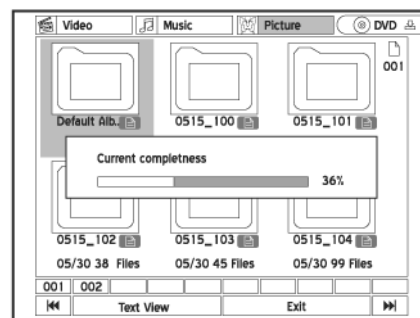 Video Music Picture DVD
001
Default Alb.. 0515_100 0515_101
Current completness
36%
0515_102 0515_103 0515_104
05/30 38 Files 05/30 45 Files 05/30 99 Files
001 002
Text View Exit